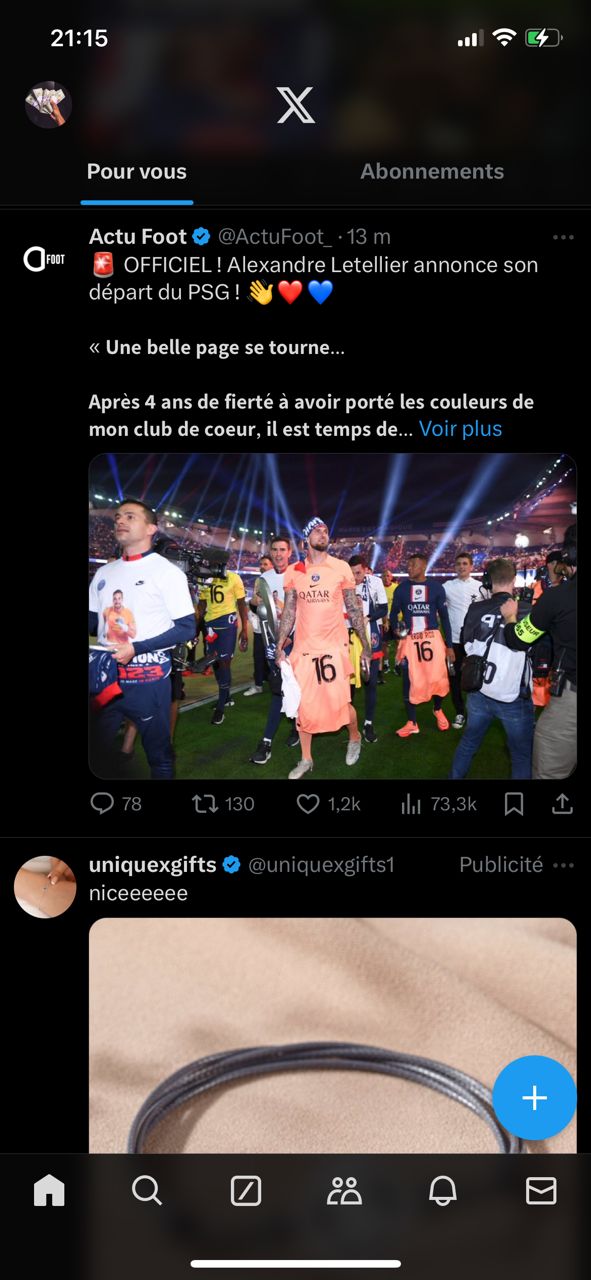 21:15
Pour vous
Abonnements
Actu Foot @ActuFoot_ · 13 m
FOOT
🚨 OFFICIEL ! Alexandre Letellier annonce son
départ du PSG ! 👋❤️💙
« Une belle page se tourne...
Après 4 ans de fierté à avoir porté les couleurs de
mon club de coeur, il est temps de... Voir plus
16
QATAR
AIRWAYS
16
QATAR
AIRWAYS
SERGIO RICO
16
2023
78
130
1,2k
73,3k
uniquexgifts @uniquexgifts1
Publicité
niceeeeee